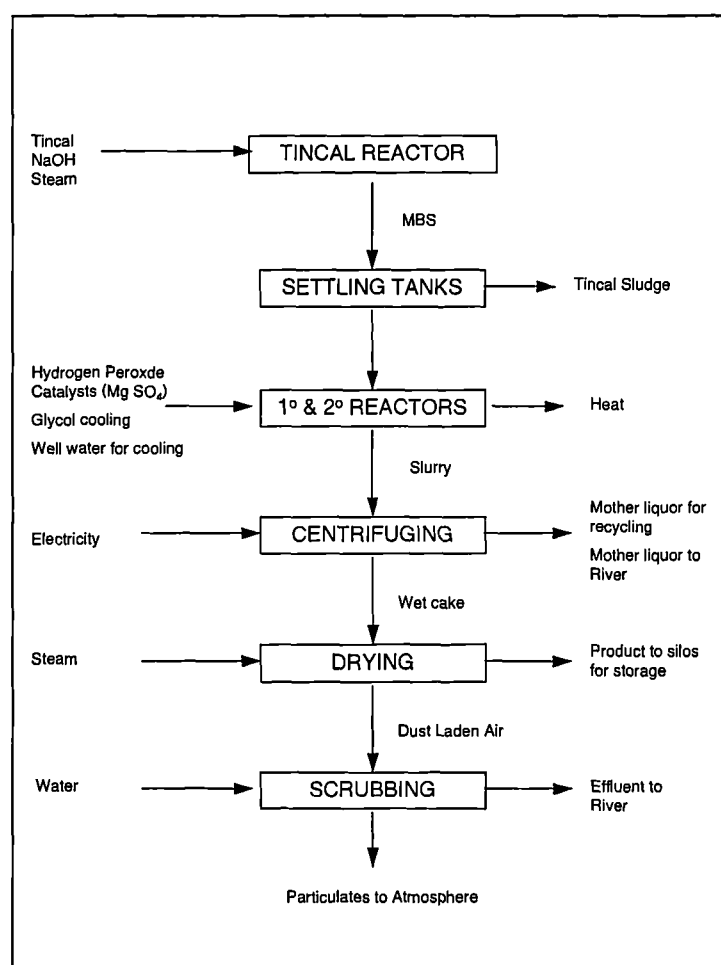 Tincal
NaOH
Steam
TINCAL REACTOR
MBS
SETTLING TANKS
Tincal Sludge
Hydrogen Peroxde
Catalysts (Mg SO₄)
Glycol cooling
Well water for cooling
1º & 2º REACTORS
Heat
Slurry
Electricity
CENTRIFUGING
Mother liquor for
recycling
Mother liquor to
River
Wet cake
Steam
DRYING
Product to silos
for storage
Dust Laden Air
Water
SCRUBBING
Effluent to
River
Particulates to Atmosphere